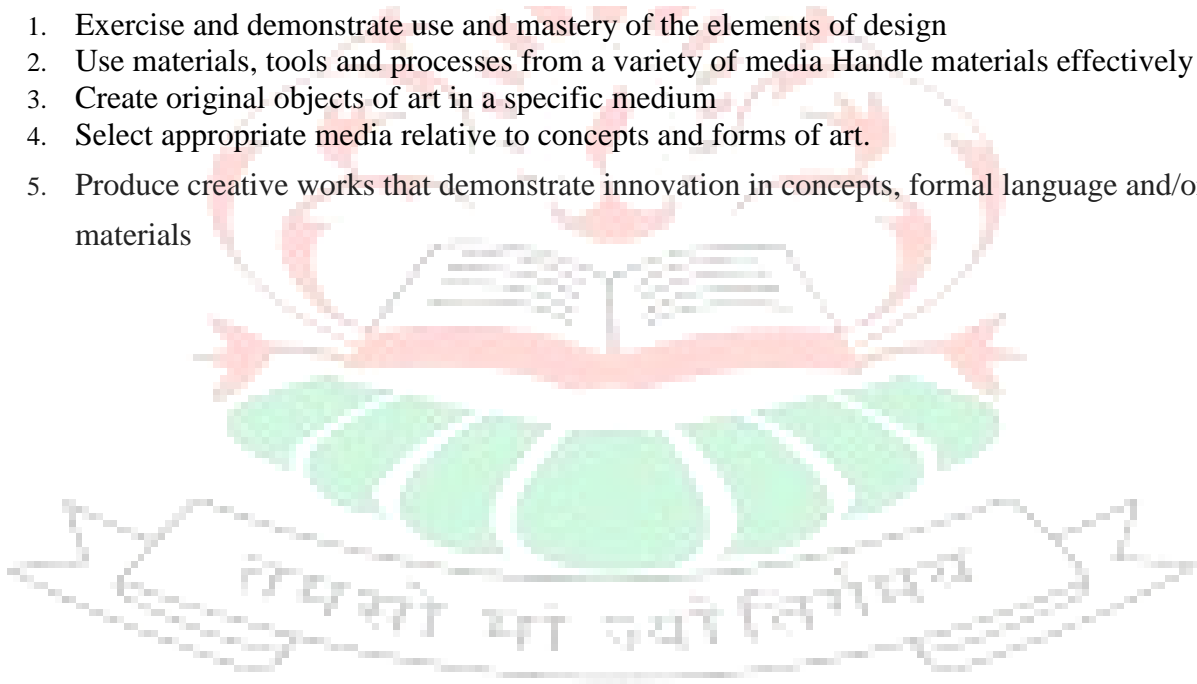 1. Exercise and demonstrate use and mastery of the elements of design
2. Use materials, tools and processes from a variety of media Handle materials effectively
3. Create original objects of art in a specific medium
4. Select appropriate media relative to concepts and forms of art.
5. Produce creative works that demonstrate innovation in concepts, formal language and/o
materials
तमसो मा ज्योतिर्गमय